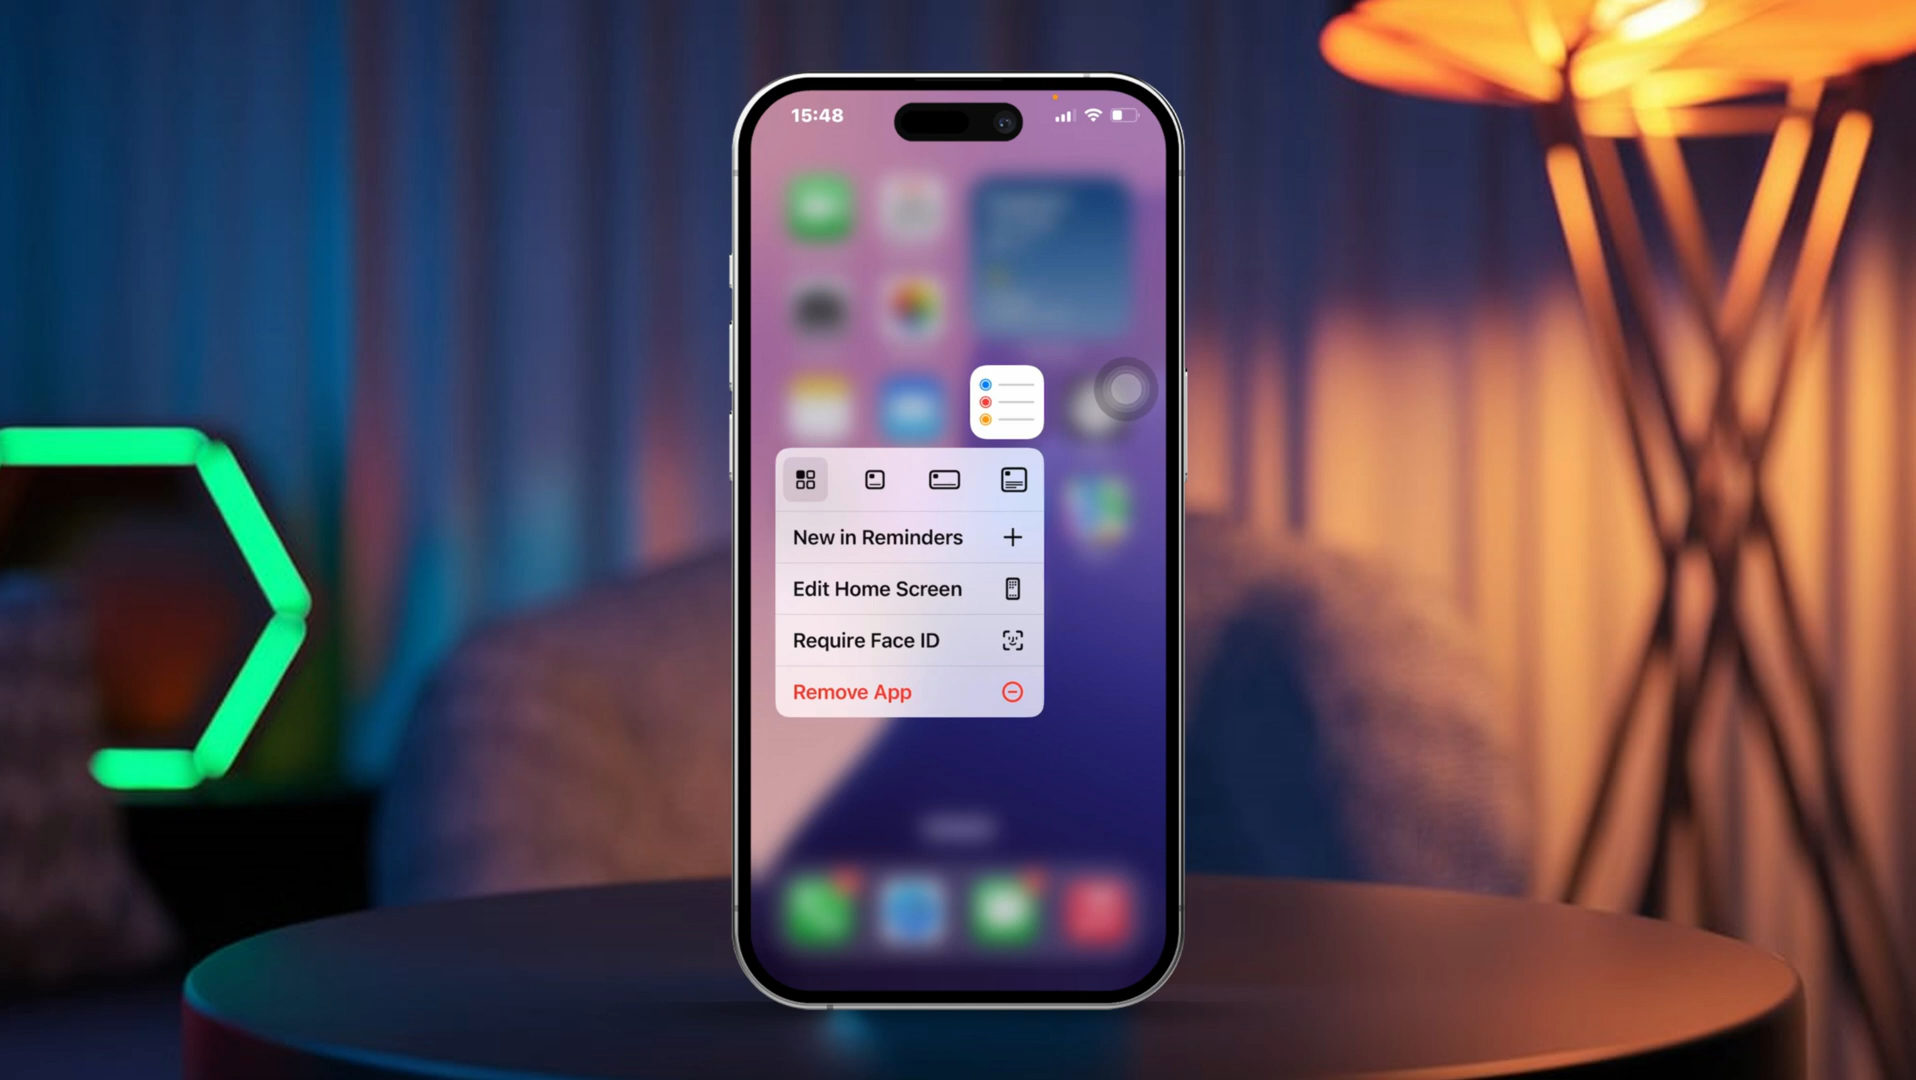 15:48
New in Reminders
Edit Home Screen
Require Face ID
Remove App